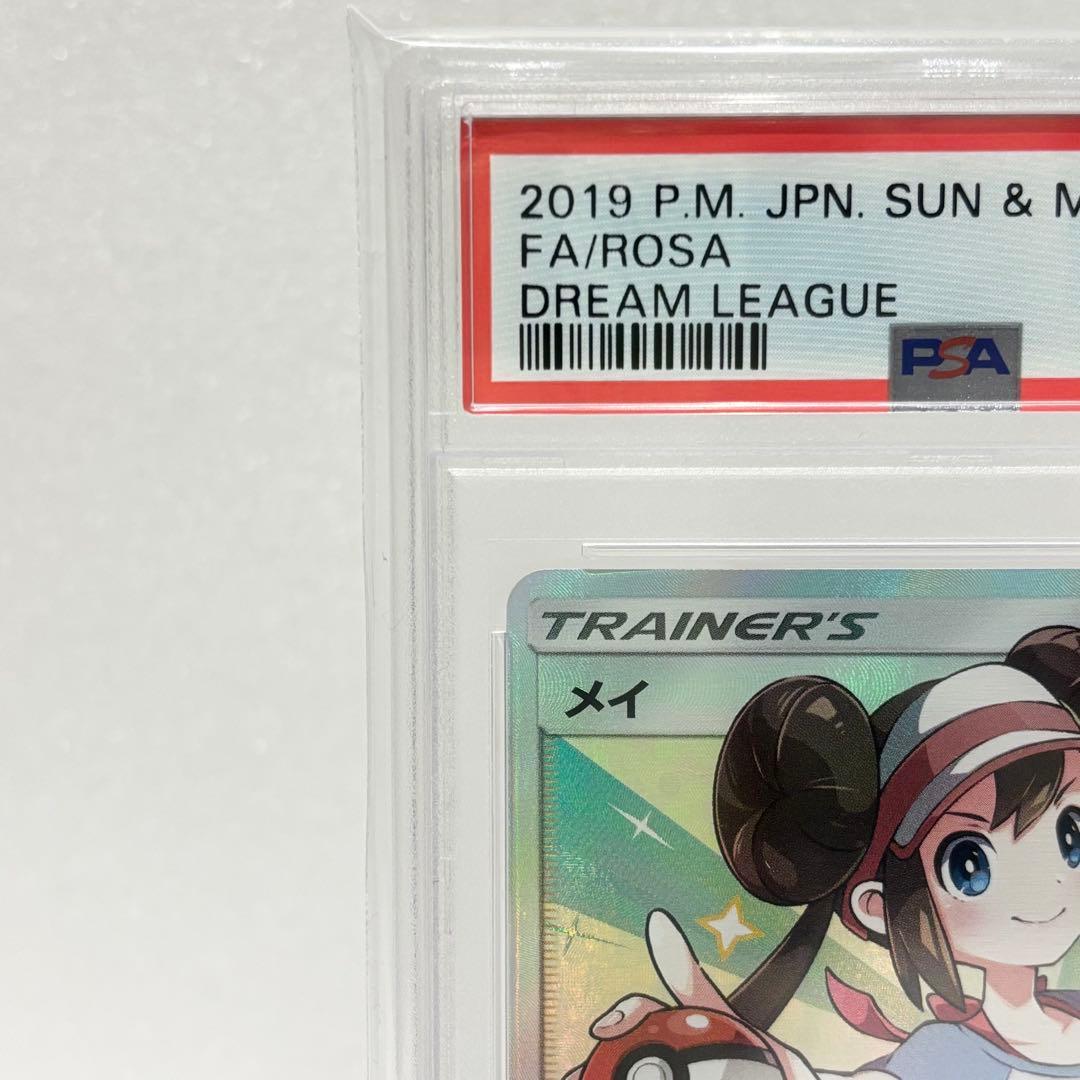 2019 P.M. JPN. SUN & M
FA/ROSA
DREAM LEAGUE
PSA
TRAINER'S
メイ